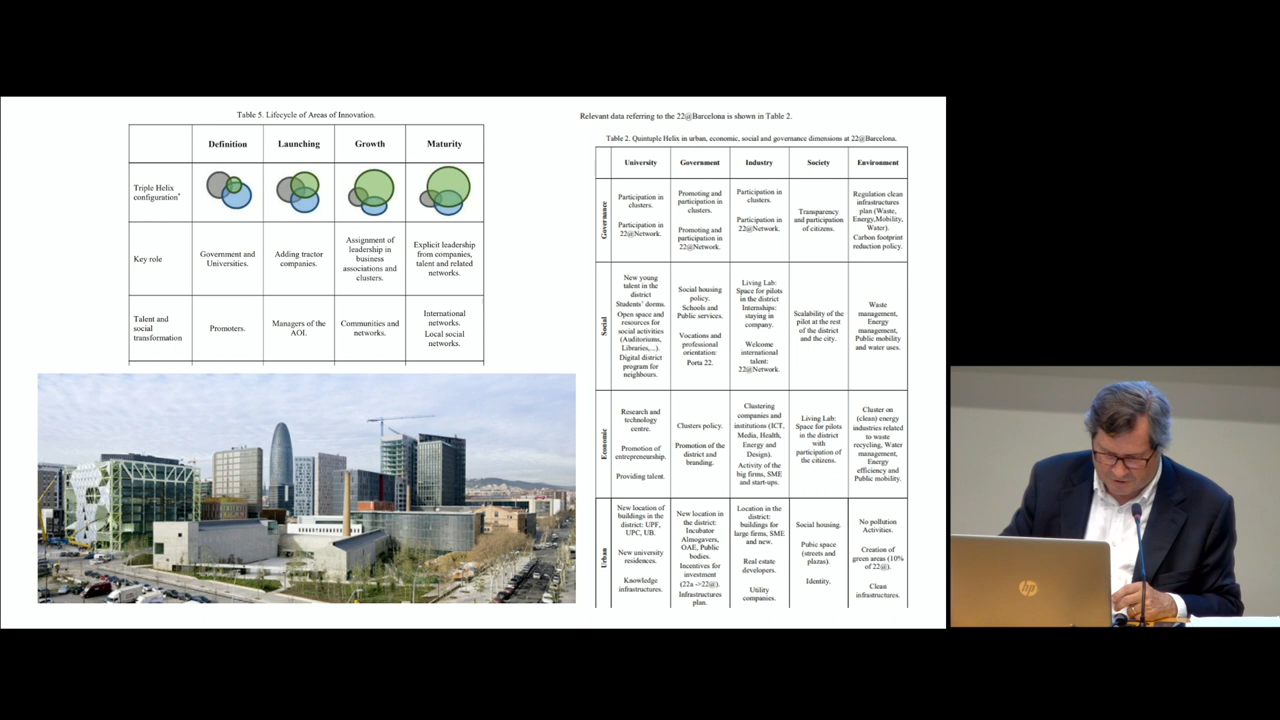 Table 5. Lifecycle of Areas of Innovation.
Definition
Launching
Growth
Maturity
Triple Helix
configuration*
Key role
Government and
Universities.
Adding tractor
companies.
Assignment of
leadership in
business
associations and
clusters.
Explicit leadership
from companies,
talent and related
networks.
Talent and
social
transformation
Promoters.
Managers of the
AOI.
Communities and
networks.
International
networks.
Local social
networks.
Relevant data referring to the 22@Barcelona is shown in Table 2.
Table 2. Quintuple Helix in urban, economic, social and governance dimensions at 22@Barcelona.
University
Government
Industry
Society
Environment
Governance
Participation in
clusters.
Participation in
22@Network.
Promoting and
participation in
clusters.
Promoting and
participation in
22@Network.
Participation in
clusters.
Participation in
22@Network.
Transparency
and participation
of citizens.
Regulation clean
infrastructures
plan (Waste,
Energy,Mobility,
Water).
Carbon footprint
reduction policy.
Social
New young
talent in the
district
Students' dorms.
Open space and
resources for
social activities
(Auditoriums,
Libraries,...).
Digital district
program for
neighbours.
Social housing
policy.
Schools and
Public services.
Vocations and
professional
orientation:
Porta 22.
Living Lab:
Space for pilots
in the district
Internships:
staying in
company.
Welcome
international
talent:
22@Network.
Scalability of the
pilot at the rest
of the district
and the city.
Waste
management,
Energy
management,
Public mobility
and water uses.
Economic
Research and
technology
centre.
Promotion of
entrepreneurship.
Providing talent.
Clusters policy.
Promotion of the
district and
branding.
Clustering
companies and
institutions (ICT,
Media, Health,
Energy and
Design).
Activity of the
big firms, SME
and start-ups.
Living Lab:
Space for pilots
in the district
with
participation of
the citizens.
Cluster on
(clean) energy
industries related
to waste
recycling, Water
management,
Energy
efficiency and
Public mobility.
Urban
New location of
buildings in the
district: UPF,
UPC, UB.
New university
residences.
Knowledge
infrastructures.
New location in
the district:
Incubator
Almogavers,
OAE, Public
bodies.
Incentives for
investment
(22a ->22@).
Infrastructures
plan.
Location in the
district:
buildings for
large firms, SME
and new.
Real estate
developers.
Utility
companies.
Social housing.
Pubic space
(streets and
plazas).
Identity.
No pollution
Activities.
Creation of
green areas (10%
of 22@).
Clean
infrastructures.
hp